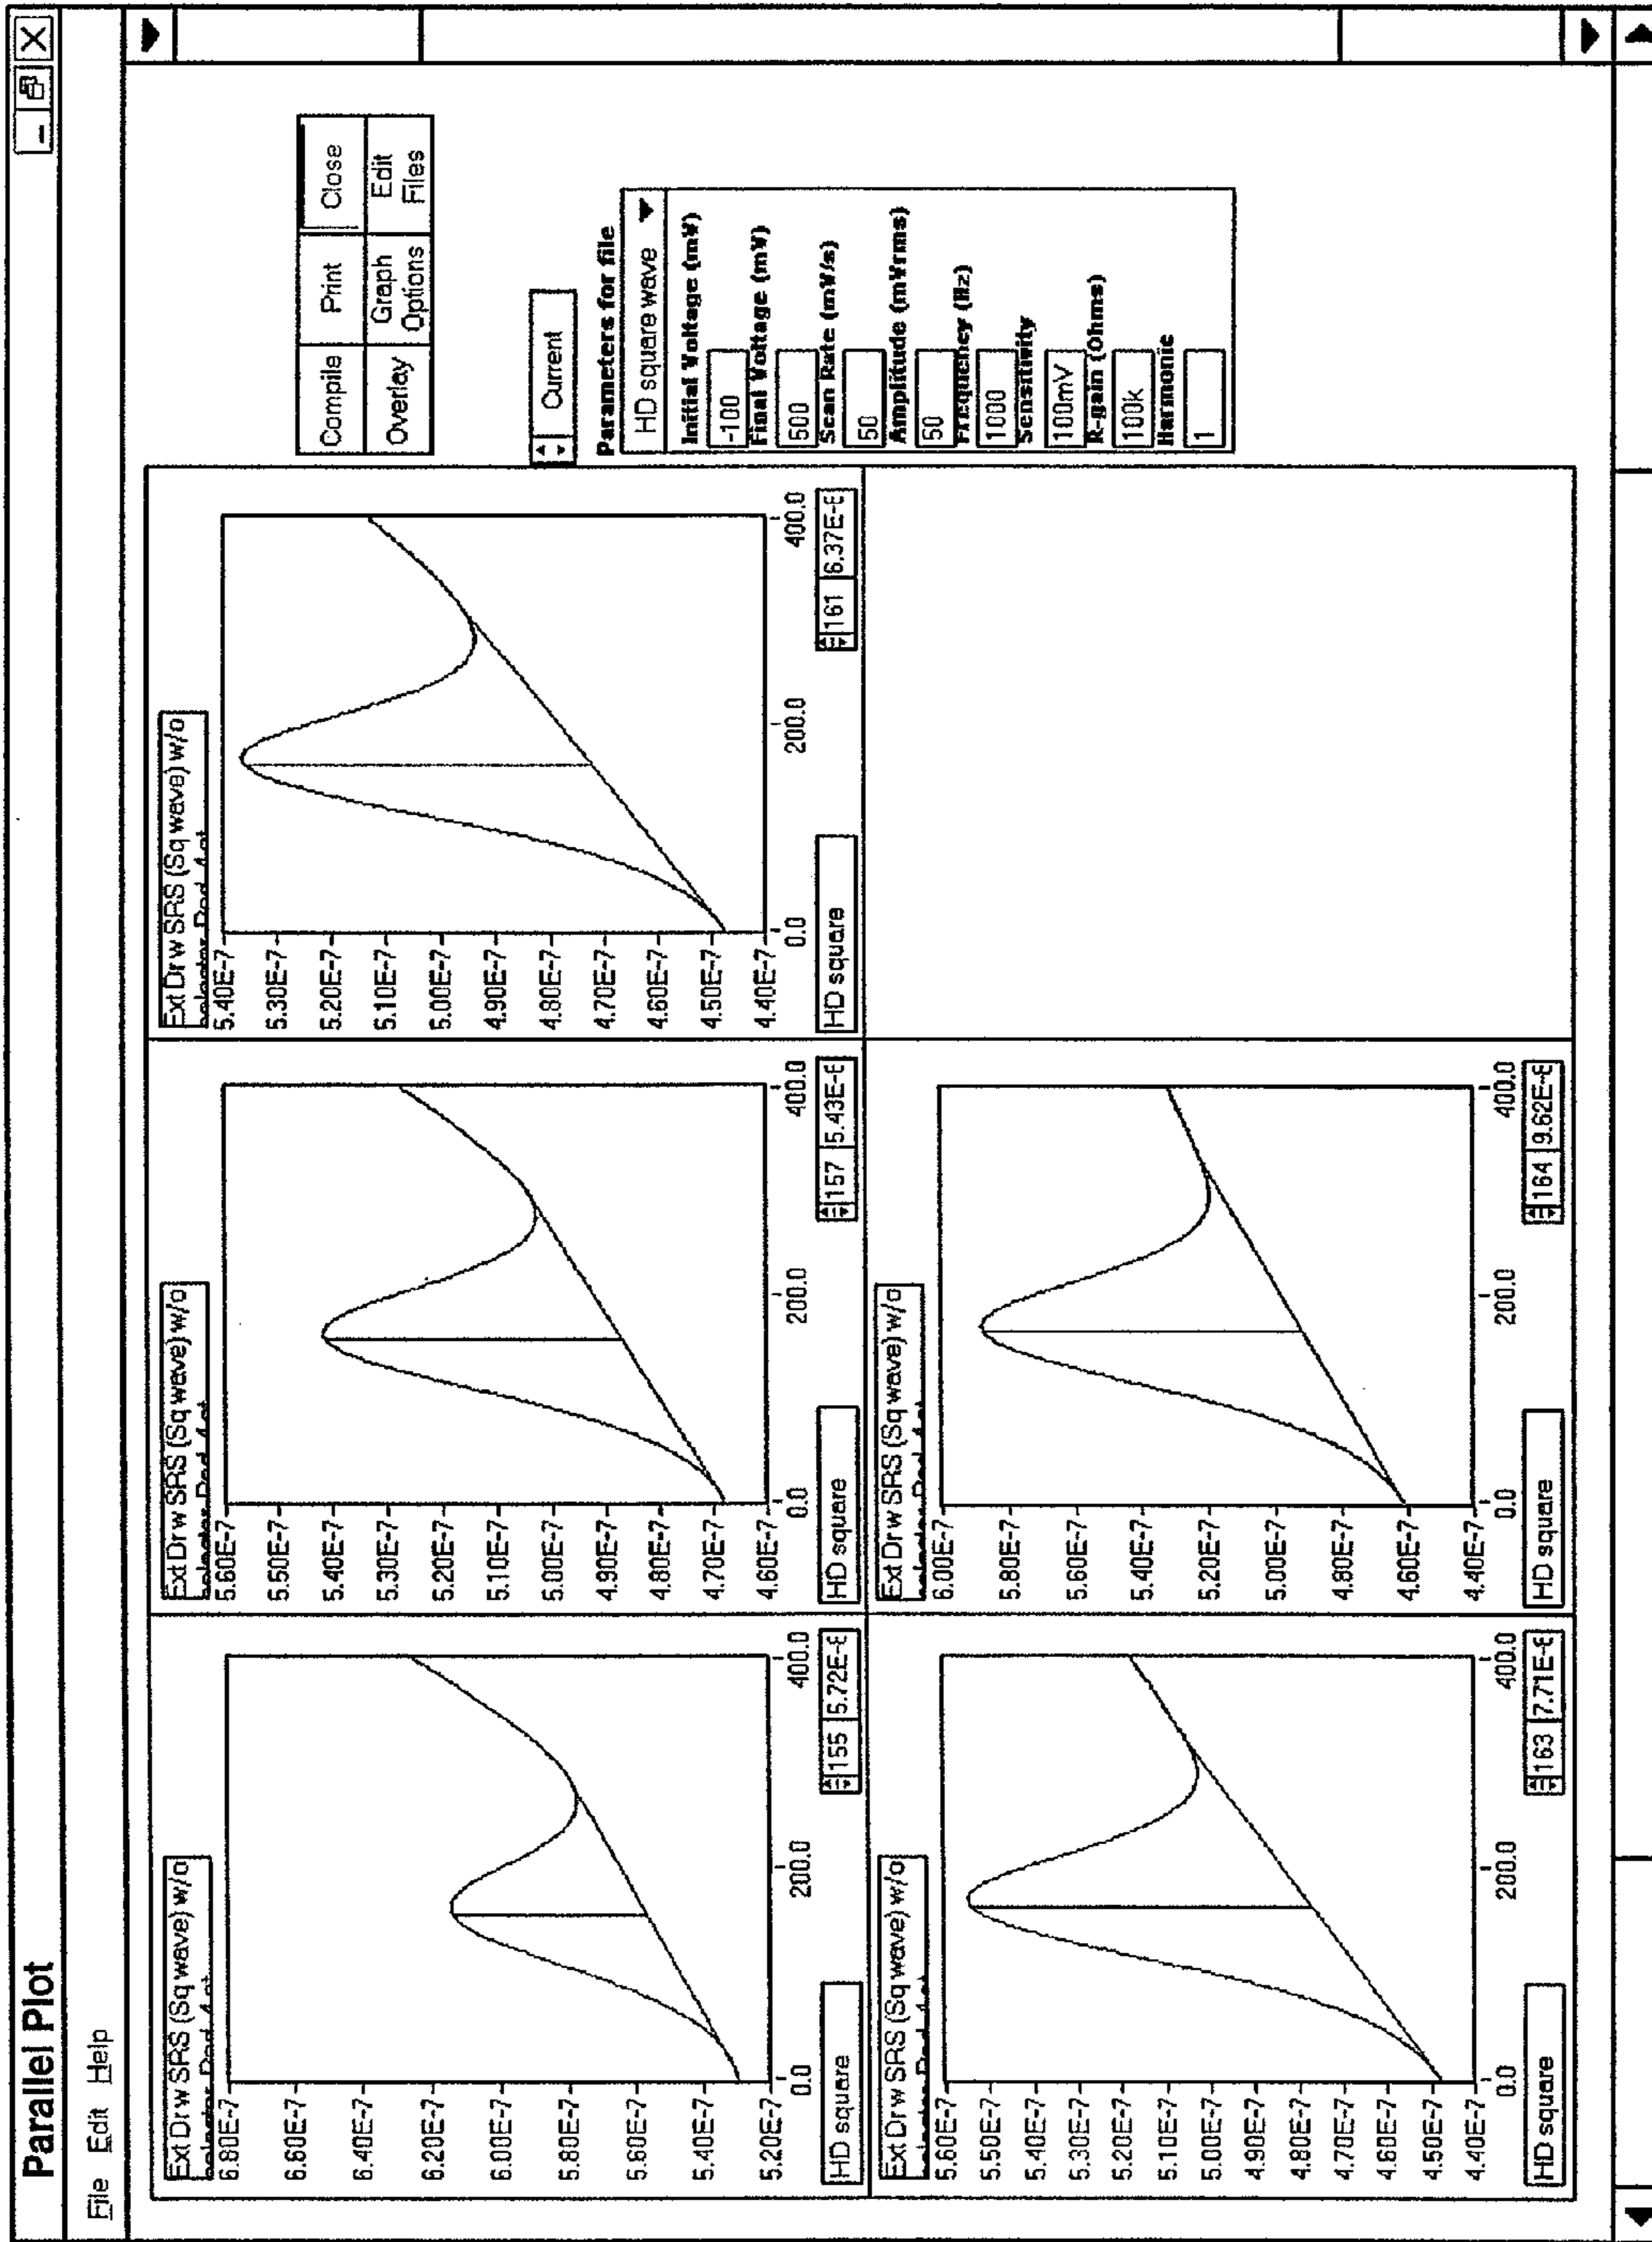 Parallel Plot
File Edit Help
Ext Drw SRS (Sq wave) w/o
6.80E-7
6.80E-7
6.40E-7
6.20E-7
6.00E-7
5.80E-7
5.60E-7
5.40E-7
5.20E-7
0.0 200.0 400.0
HD square 155 5.72E-8
Ext Drw SRS (Sq wave) w/o
5.60E-7
5.50E-7
5.40E-7
5.30E-7
5.20E-7
5.10E-7
5.00E-7
4.90E-7
4.80E-7
4.70E-7
4.60E-7
0.0 200.0 400.0
HD square 157 5.43E-8
Ext Drw SRS (Sq wave) w/o
5.40E-7
5.30E-7
5.20E-7
5.10E-7
5.00E-7
4.90E-7
4.80E-7
4.70E-7
4.60E-7
4.50E-7
4.40E-7
0.0 200.0 400.0
HD square 161 6.37E-8
Ext Drw SRS (Sq wave) w/o
5.60E-7
5.50E-7
5.40E-7
5.30E-7
5.20E-7
5.10E-7
5.00E-7
4.90E-7
4.80E-7
4.70E-7
4.60E-7
4.50E-7
4.40E-7
0.0 200.0 400.0
HD square 163 7.71E-8
Ext Drw SRS (Sq wave) w/o
6.00E-7
5.80E-7
5.60E-7
5.40E-7
5.20E-7
5.00E-7
4.80E-7
4.60E-7
4.40E-7
0.0 200.0 400.0
HD square 164 9.62E-8
Compile Print Close
Overlay Graph Options Edit Files
Current
Parameters for file
HD square wave
Initial Voltage (mV)
-100
Final Voltage (mV)
500
Scan Rate (mV/s)
50
Amplitude (mVrms)
50
Frequency (Hz)
1000
Sensitivity
100mV
R-gain (Ohms)
100k
Harmonic
1